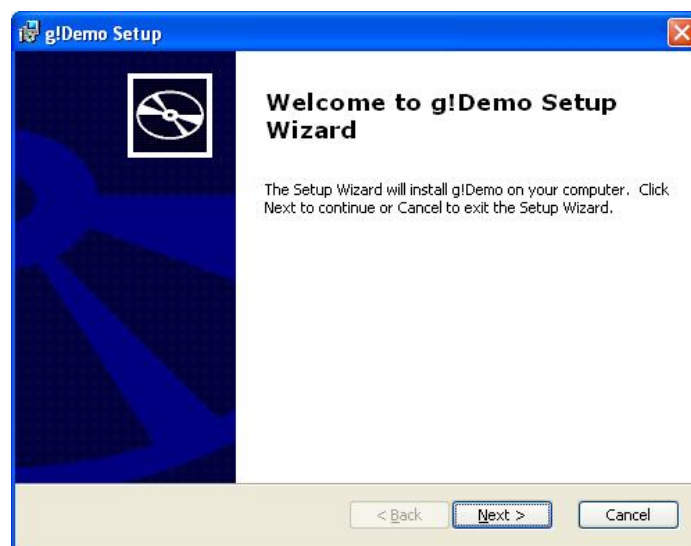 g!Demo Setup
Welcome to g!Demo Setup
Wizard
The Setup Wizard will install g!Demo on your computer.  Click
Next to continue or Cancel to exit the Setup Wizard.
< Back  Next >  Cancel